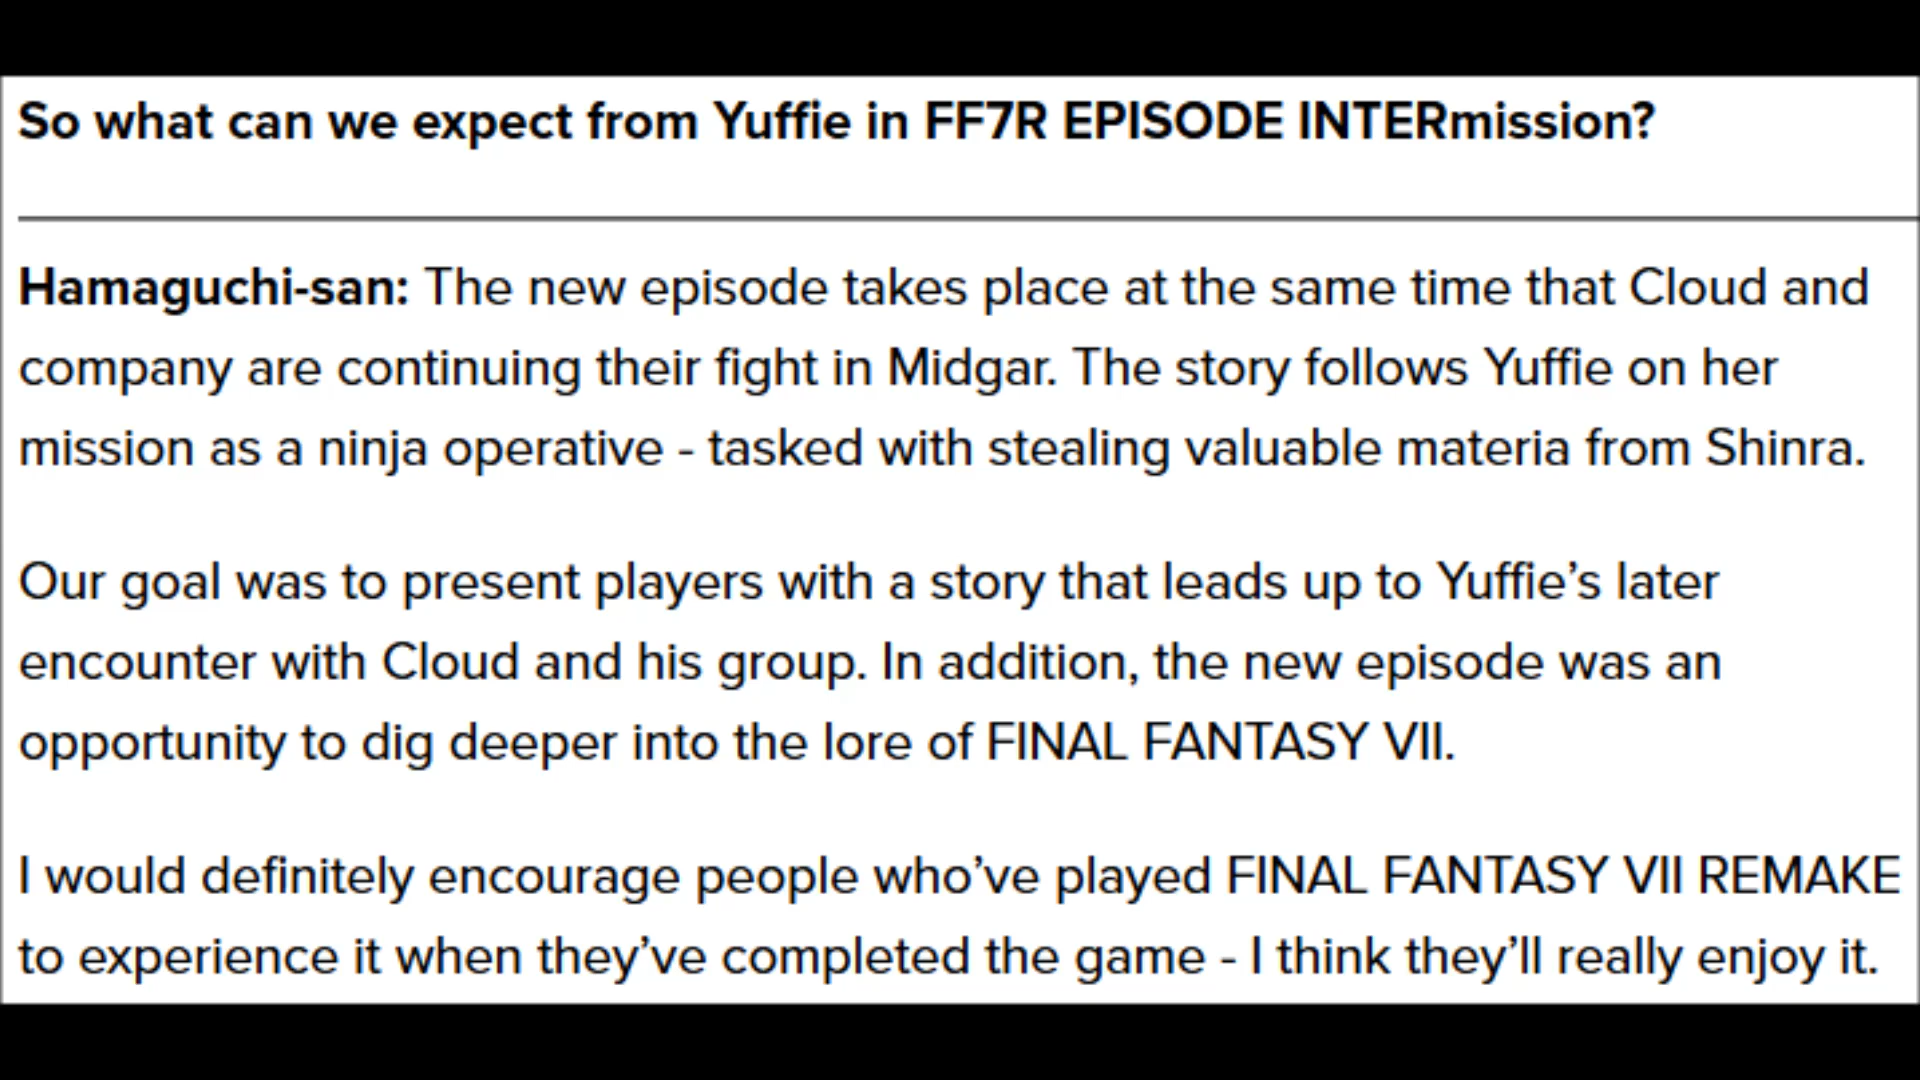 So what can we expect from Yuffie in FF7R EPISODE INTERmission?
Hamaguchi-san: The new episode takes place at the same time that Cloud and
company are continuing their fight in Midgar. The story follows Yuffie on her
mission as a ninja operative - tasked with stealing valuable materia from Shinra.
Our goal was to present players with a story that leads up to Yuffie’s later
encounter with Cloud and his group. In addition, the new episode was an
opportunity to dig deeper into the lore of FINAL FANTASY VII.
I would definitely encourage people who’ve played FINAL FANTASY VII REMAKE
to experience it when they’ve completed the game - I think they’ll really enjoy it.